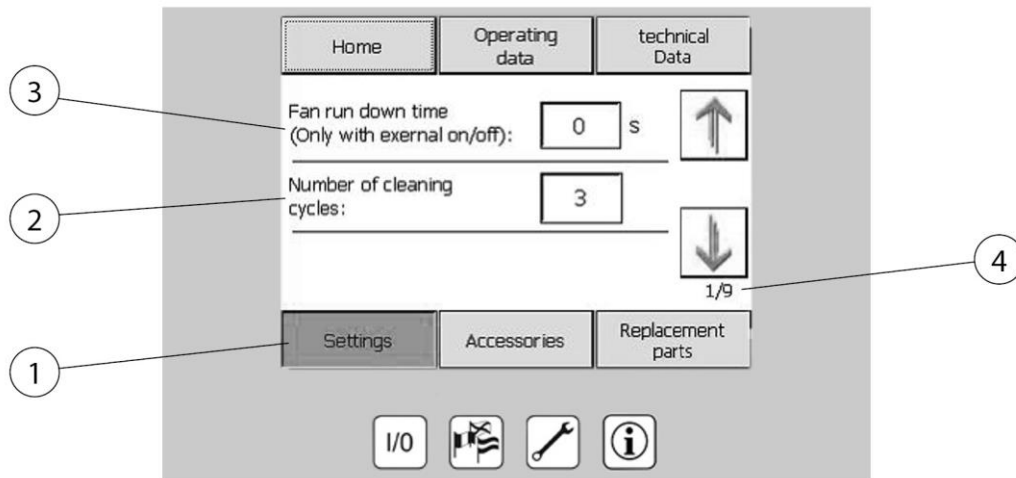 Home
Operating
data
technical
Data
3
Fan run down time
(Only with exernal on/off):
0
s
2
Number of cleaning
cycles:
3
4
1/9
1
Settings
Accessories
Replacement
parts
I/0
i